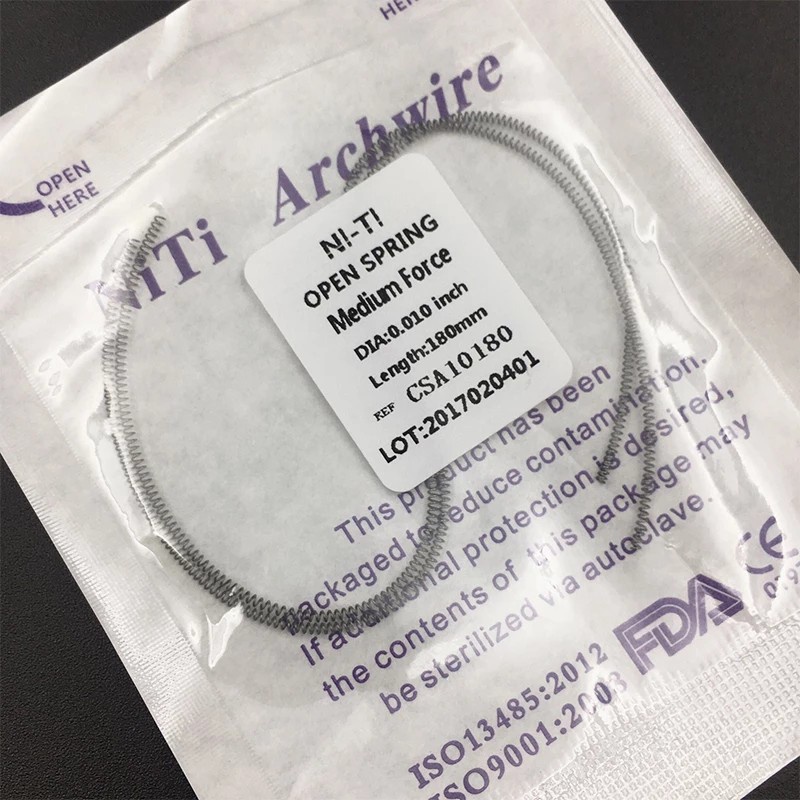 HERE
OPEN
HERE
NiTi Archwire
NI-TI
OPEN SPRING
Medium Force
DIA:0.010 inch
Length:180mm
REF CSA10180
LOT:2017020401
This product has been
packaged to reduce contamination.
If additional protection is desired,
the contents of this package may
be sterilized via autoclave.
FDA CE
ISO13485:2012
ISO9001:2008